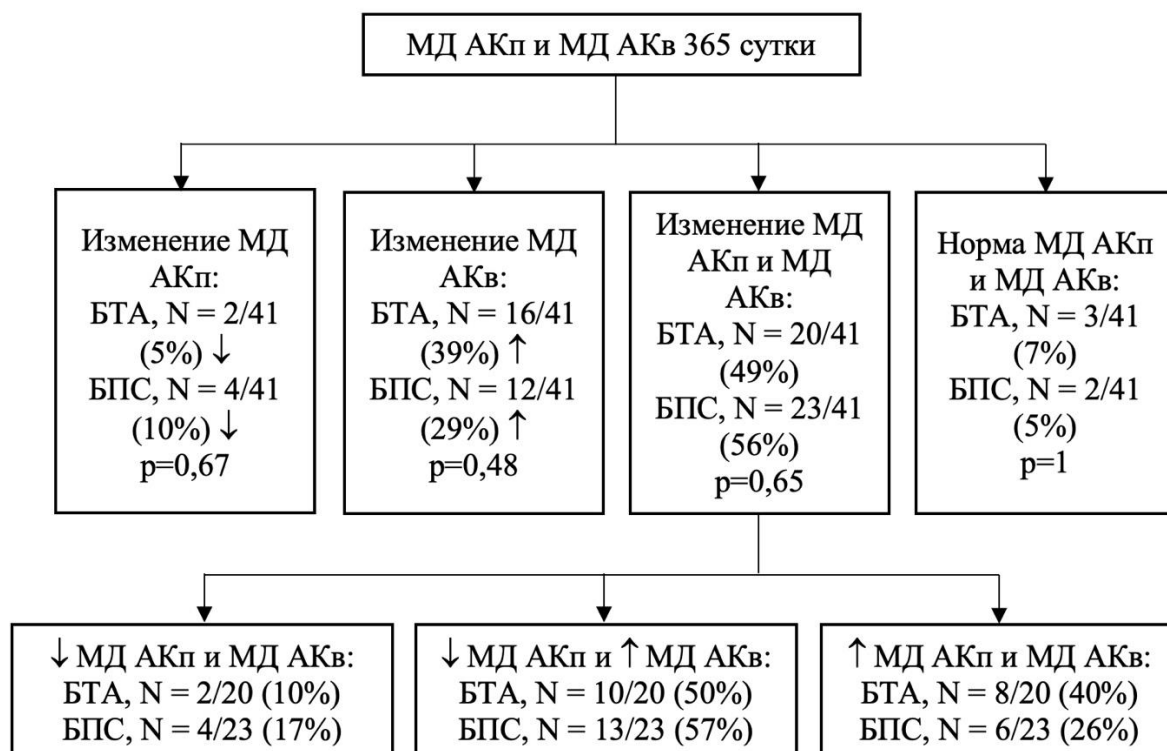 МД АКп и МД АКв 365 сутки
Изменение МД
АКп:
БТА, N = 2/41
(5%) ↓
БПС, N = 4/41
(10%) ↓
p=0,67
Изменение МД
АКв:
БТА, N = 16/41
(39%) ↑
БПС, N = 12/41
(29%) ↑
p=0,48
Изменение МД
АКп и МД
АКв:
БТА, N = 20/41
(49%)
БПС, N = 23/41
(56%)
p=0,65
Норма МД АКп
и МД АКв:
БТА, N = 3/41
(7%)
БПС, N = 2/41
(5%)
p=1
↓ МД АКп и МД АКв:
БТА, N = 2/20 (10%)
БПС, N = 4/23 (17%)
↓ МД АКп и ↑ МД АКв:
БТА, N = 10/20 (50%)
БПС, N = 13/23 (57%)
↑ МД АКп и МД АКв:
БТА, N = 8/20 (40%)
БПС, N = 6/23 (26%)